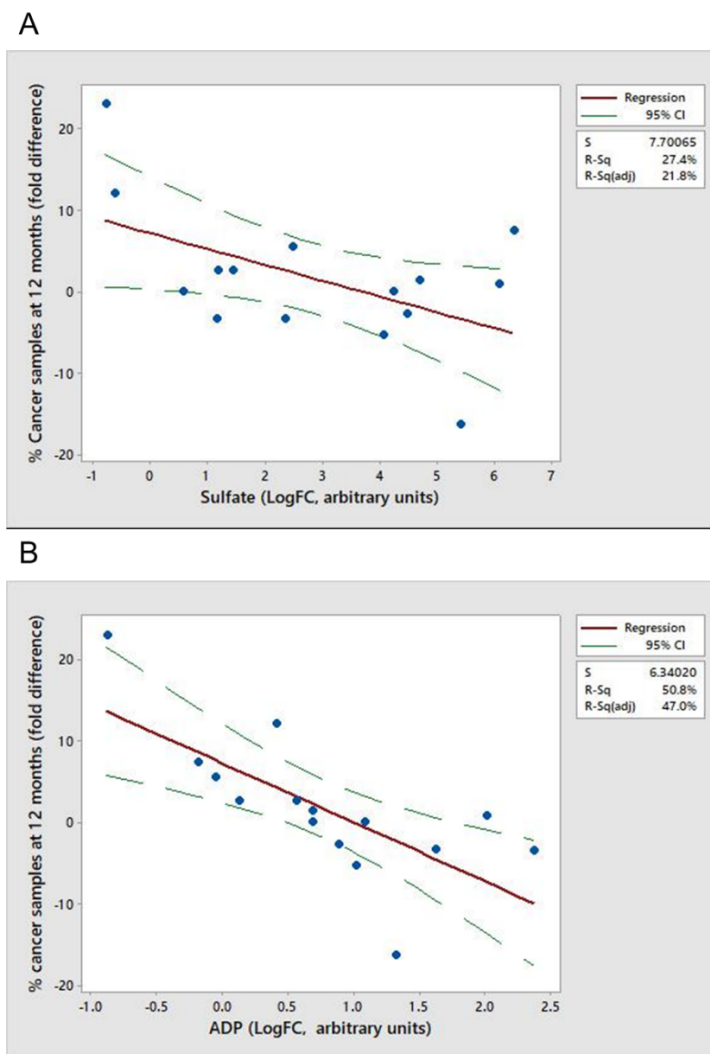 A
% Cancer samples at 12 months (fold difference)
20
10
0
-10
-20
-1 0 1 2 3 4 5 6 7
Sulfate (LogFC, arbitrary units)
Regression
95% CI
S 7.70065
R-Sq 27.4%
R-Sq(adj) 21.8%
B
% cancer samples at 12 months (fold difference)
20
10
0
-10
-20
-1.0 -0.5 0.0 0.5 1.0 1.5 2.0 2.5
ADP (LogFC, arbitrary units)
Regression
95% CI
S 6.34020
R-Sq 50.8%
R-Sq(adj) 47.0%